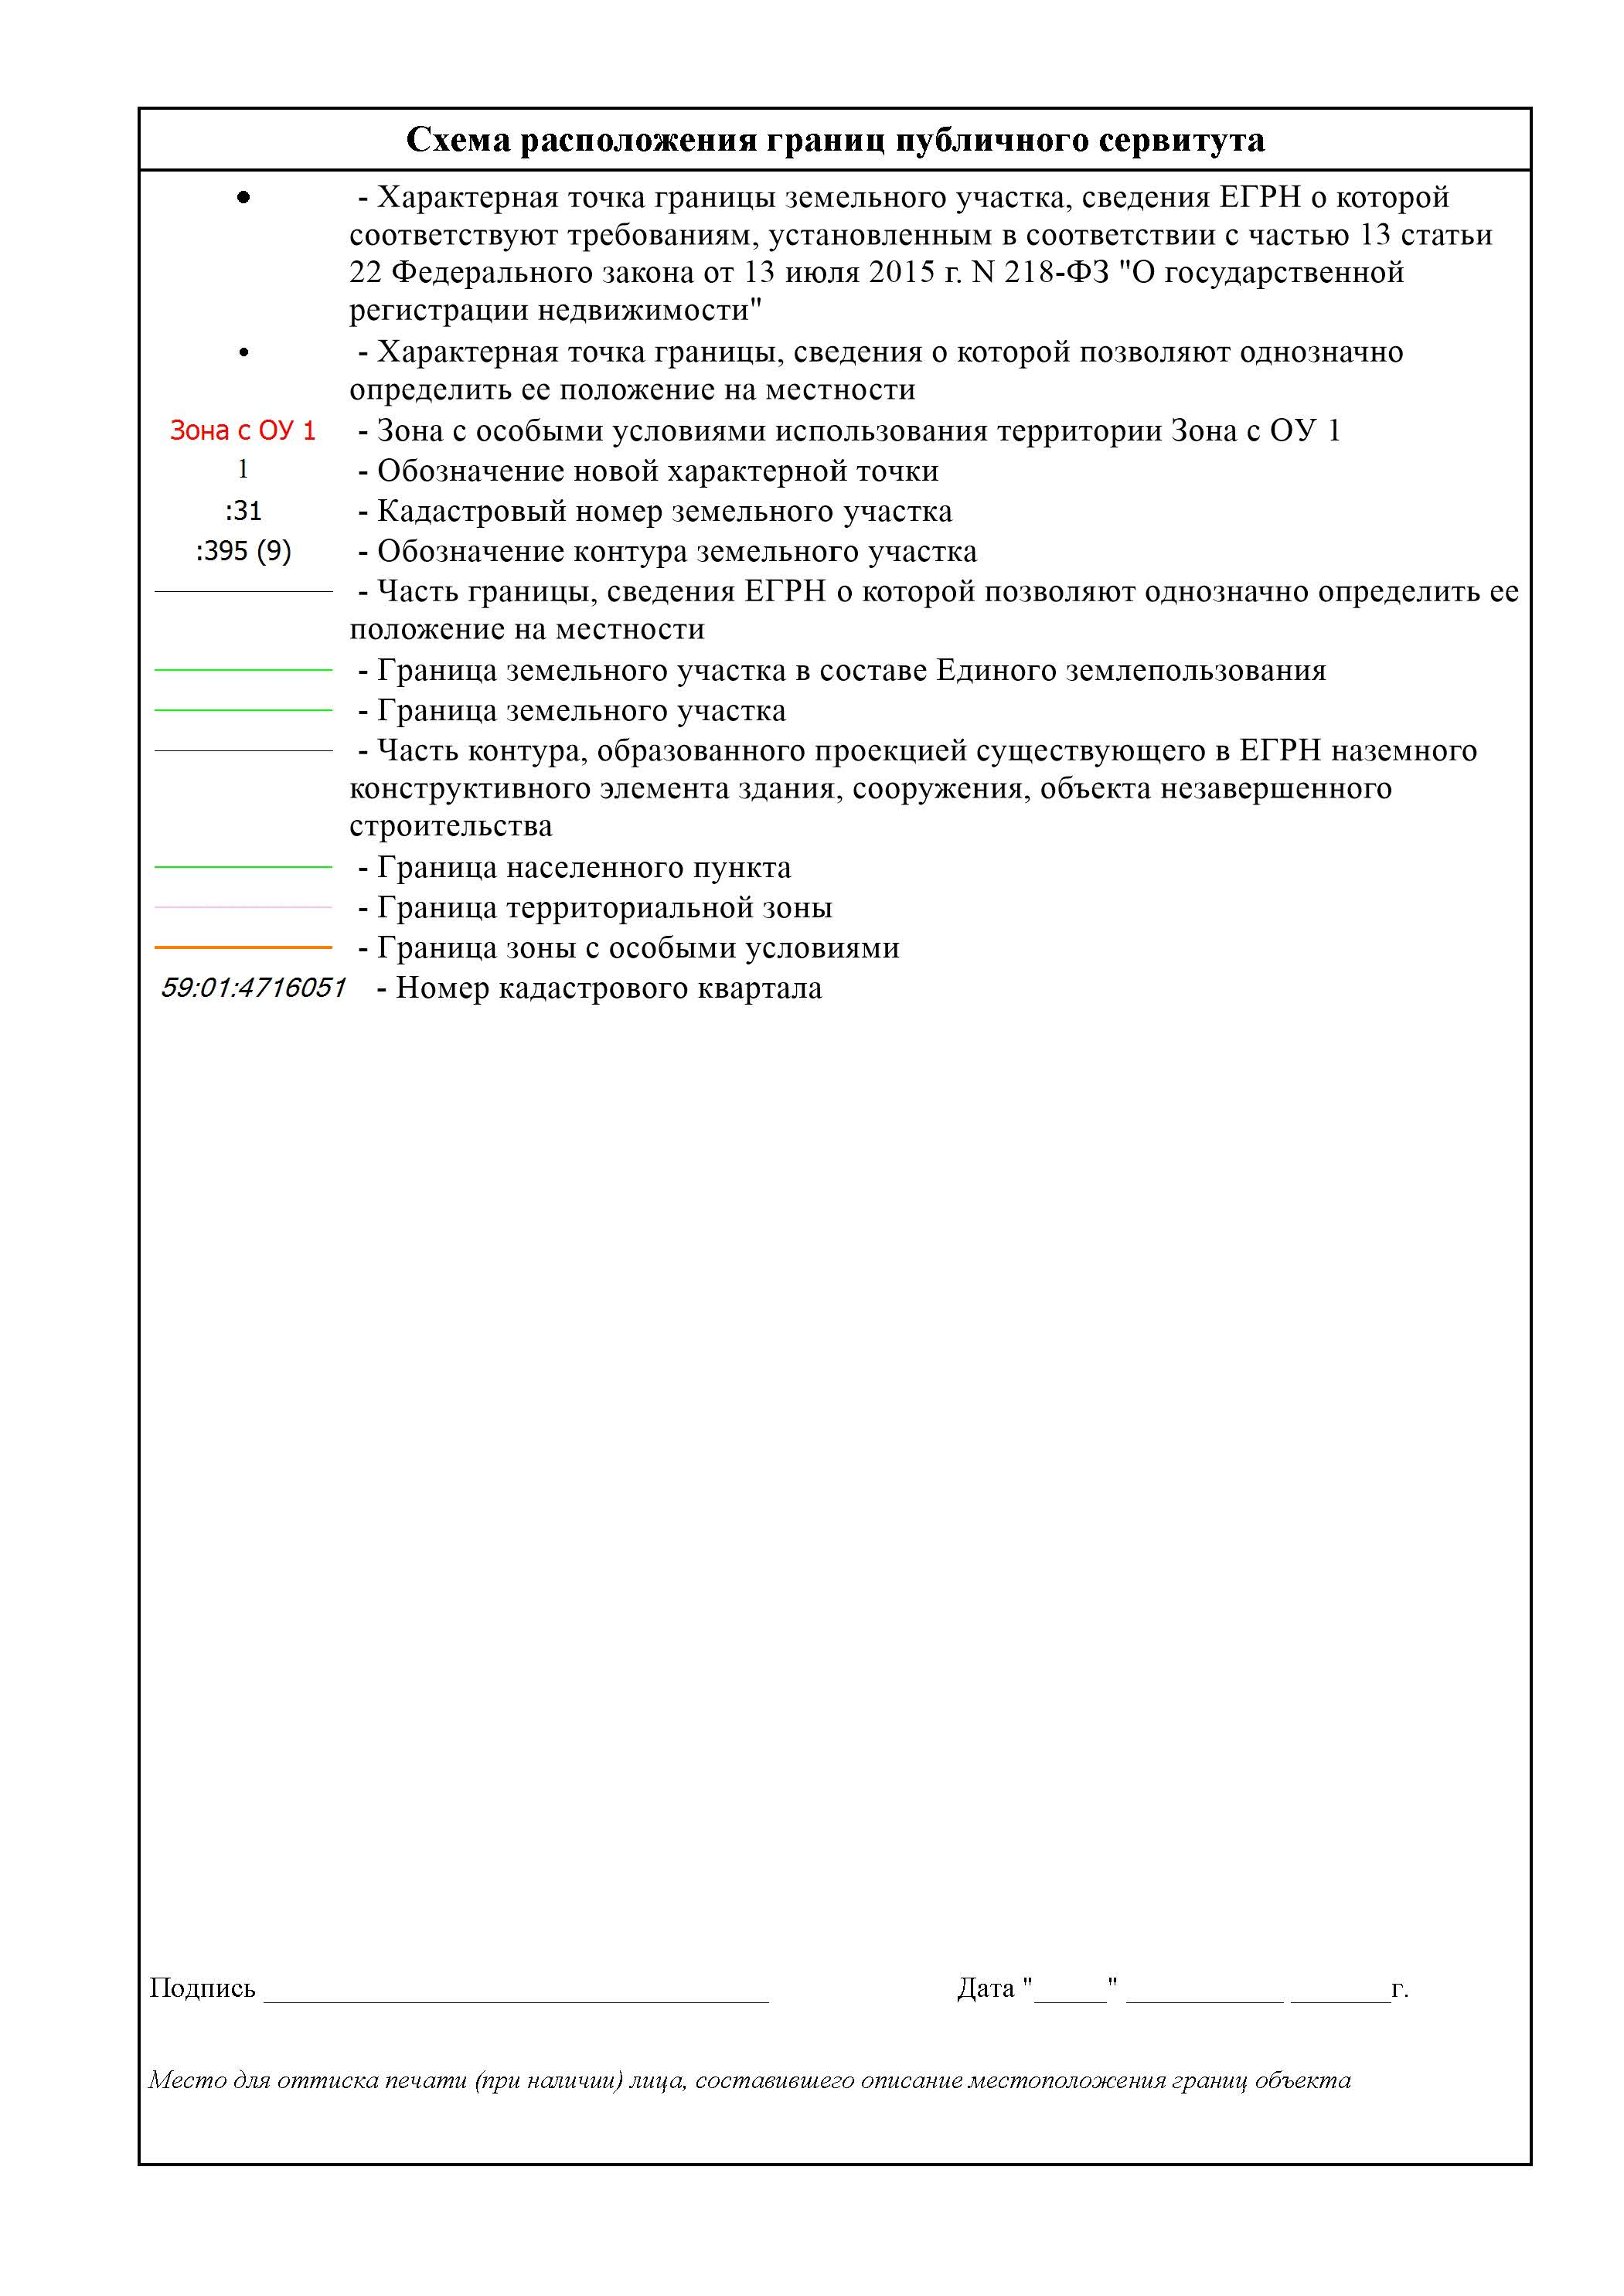 Схема расположения границ публичного сервитута
- Характерная точка границы земельного участка, сведения ЕГРН о которой
соответствуют требованиям, установленным в соответствии с частью 13 статьи
22 Федерального закона от 13 июля 2015 г. N 218-ФЗ "О государственной
регистрации недвижимости"
- Характерная точка границы, сведения о которой позволяют однозначно
определить ее положение на местности
Зона с ОУ 1 - Зона с особыми условиями использования территории Зона с ОУ 1
1 - Обозначение новой характерной точки
:31 - Кадастровый номер земельного участка
:395 (9) - Обозначение контура земельного участка
- Часть границы, сведения ЕГРН о которой позволяют однозначно определить ее
положение на местности
- Граница земельного участка в составе Единого землепользования
- Граница земельного участка
- Часть контура, образованного проекцией существующего в ЕГРН наземного
конструктивного элемента здания, сооружения, объекта незавершенного
строительства
- Граница населенного пункта
- Граница территориальной зоны
- Граница зоны с особыми условиями
59:01:4716051 - Номер кадастрового квартала
Подпись ____________________ Дата "_____" ___________ _______г.
Место для оттиска печати (при наличии) лица, составившего описание местоположения границ объекта